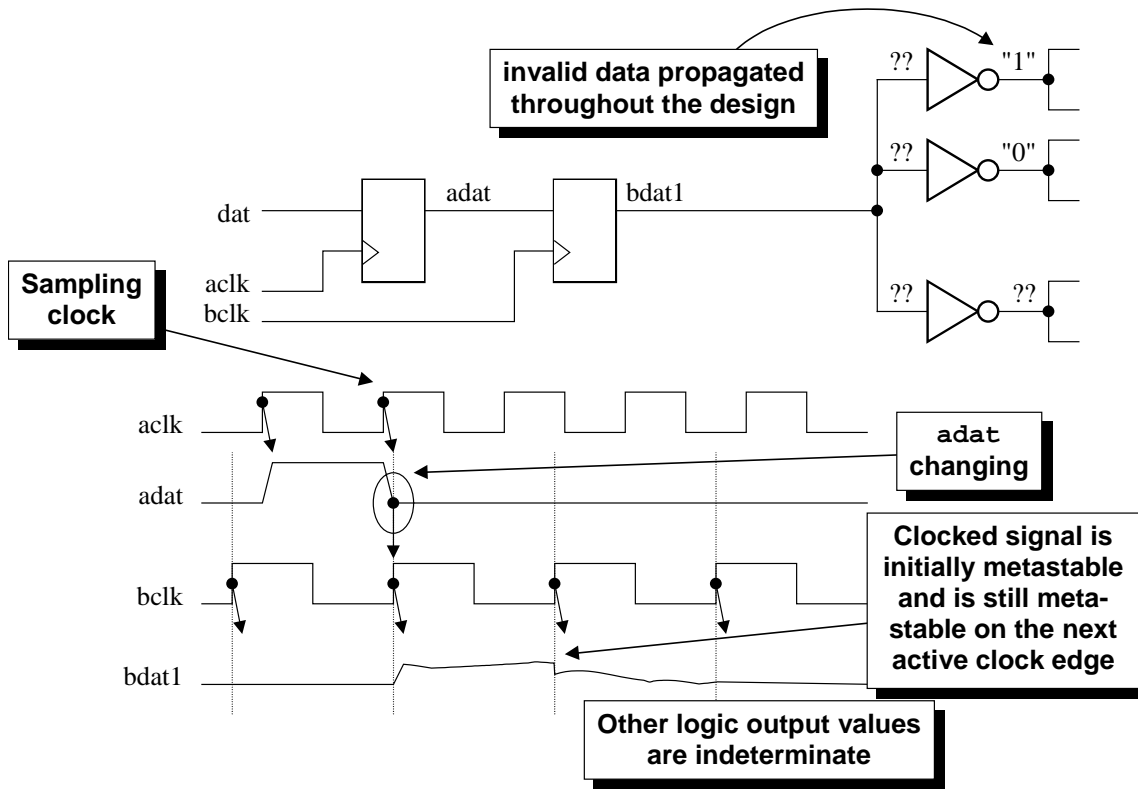 invalid data propagated
throughout the design
?? "1"
?? "0"
?? ??
dat
adat
bdat1
aclk
bclk
Sampling
clock
aclk
adat
changing
adat
Clocked signal is
initially metastable
and is still meta-
stable on the next
active clock edge
bclk
bdat1
Other logic output values
are indeterminate